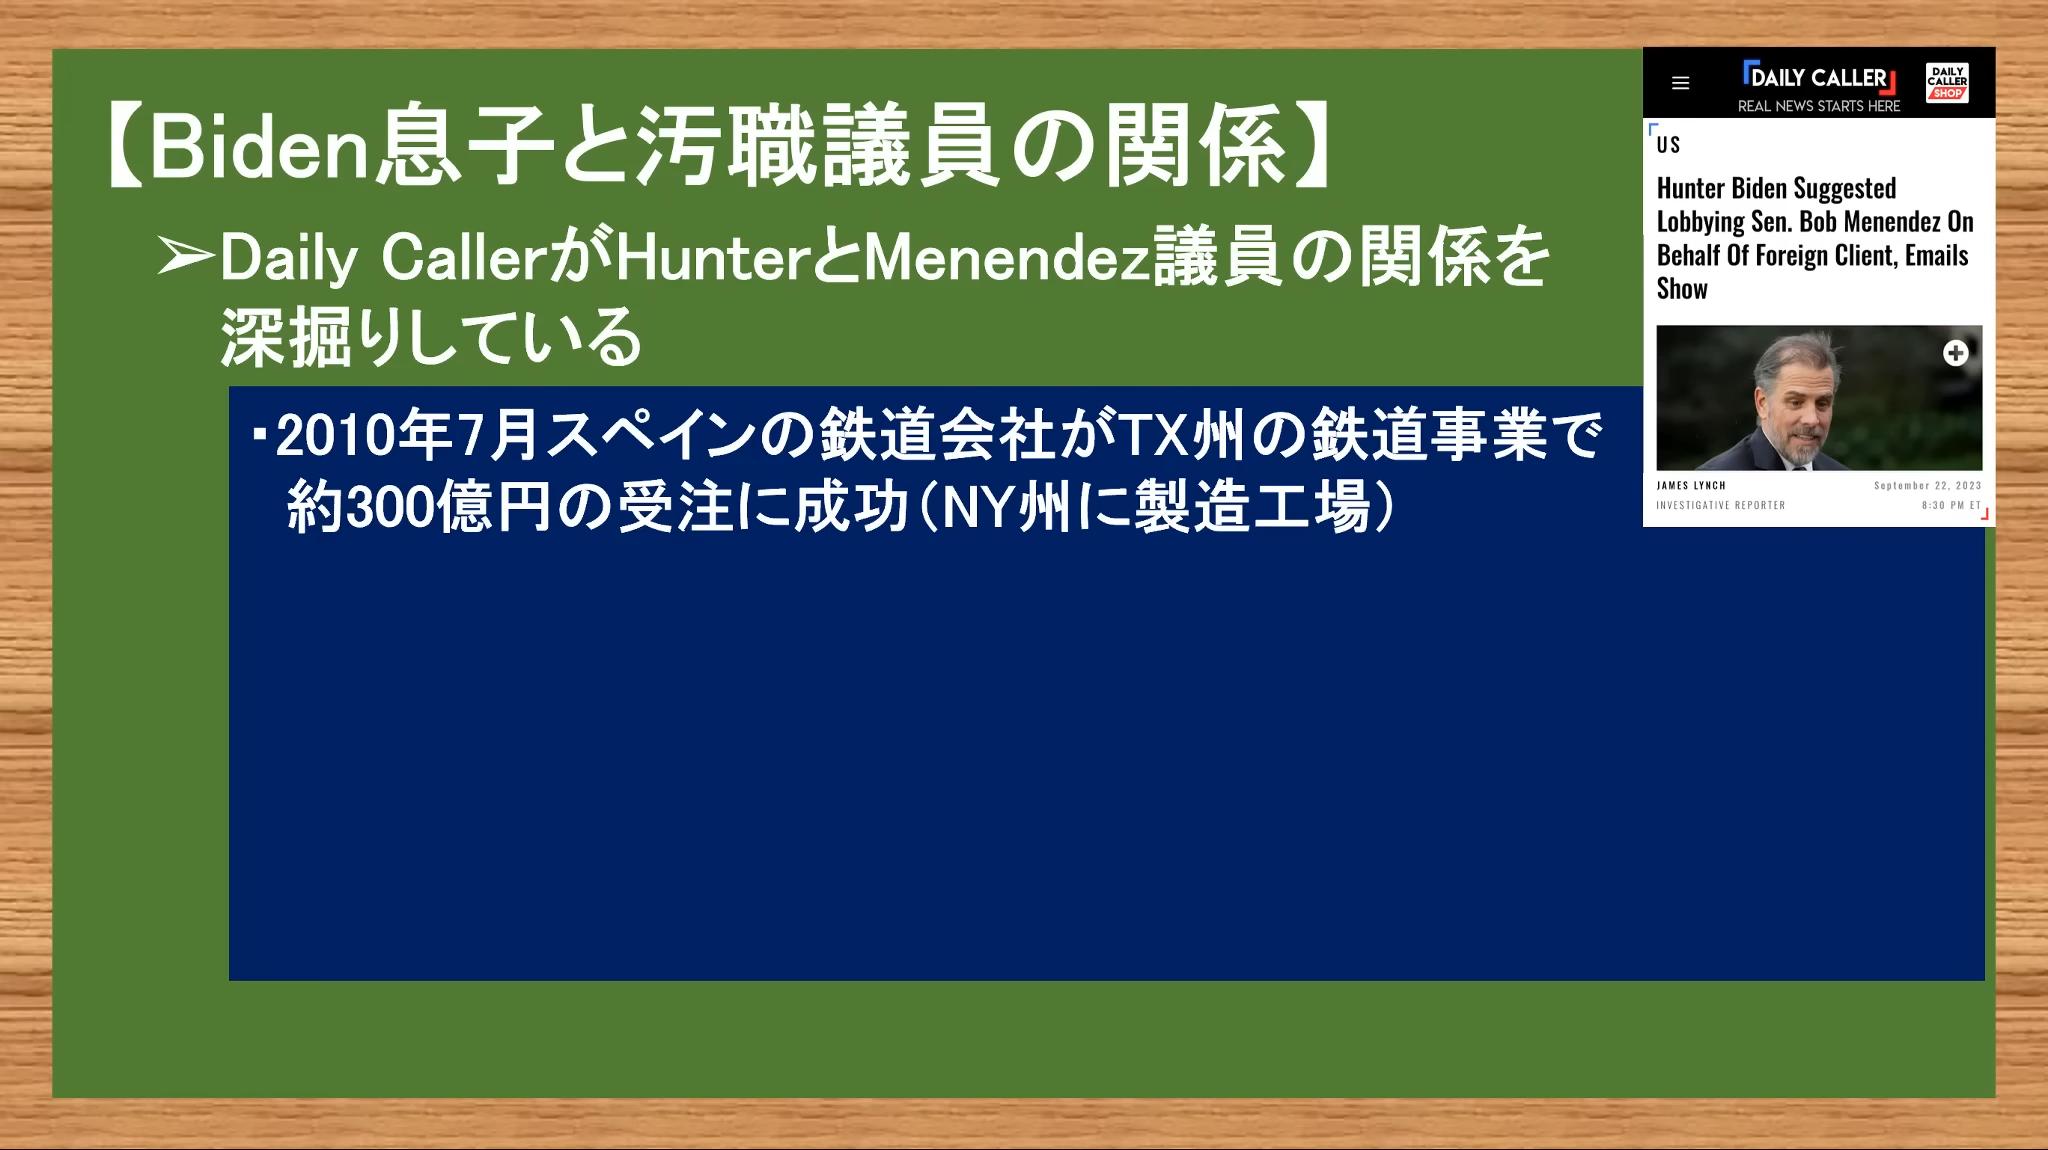 【Biden息子と汚職議員の関係】
➢Daily CallerがHunterとMenendez議員の関係を
深掘りしている
・2010年7月スペインの鉄道会社がTX州の鉄道事業で
約300億円の受注に成功（NY州に製造工場）
DAILY CALLER
REAL NEWS STARTS HERE
DAILY
CALLER
SHOP
US
Hunter Biden Suggested
Lobbying Sen. Bob Menendez On
Behalf Of Foreign Client, Emails
Show
JAMES LYNCH
September 22, 2023
INVESTIGATIVE REPORTER
8:30 PM ET